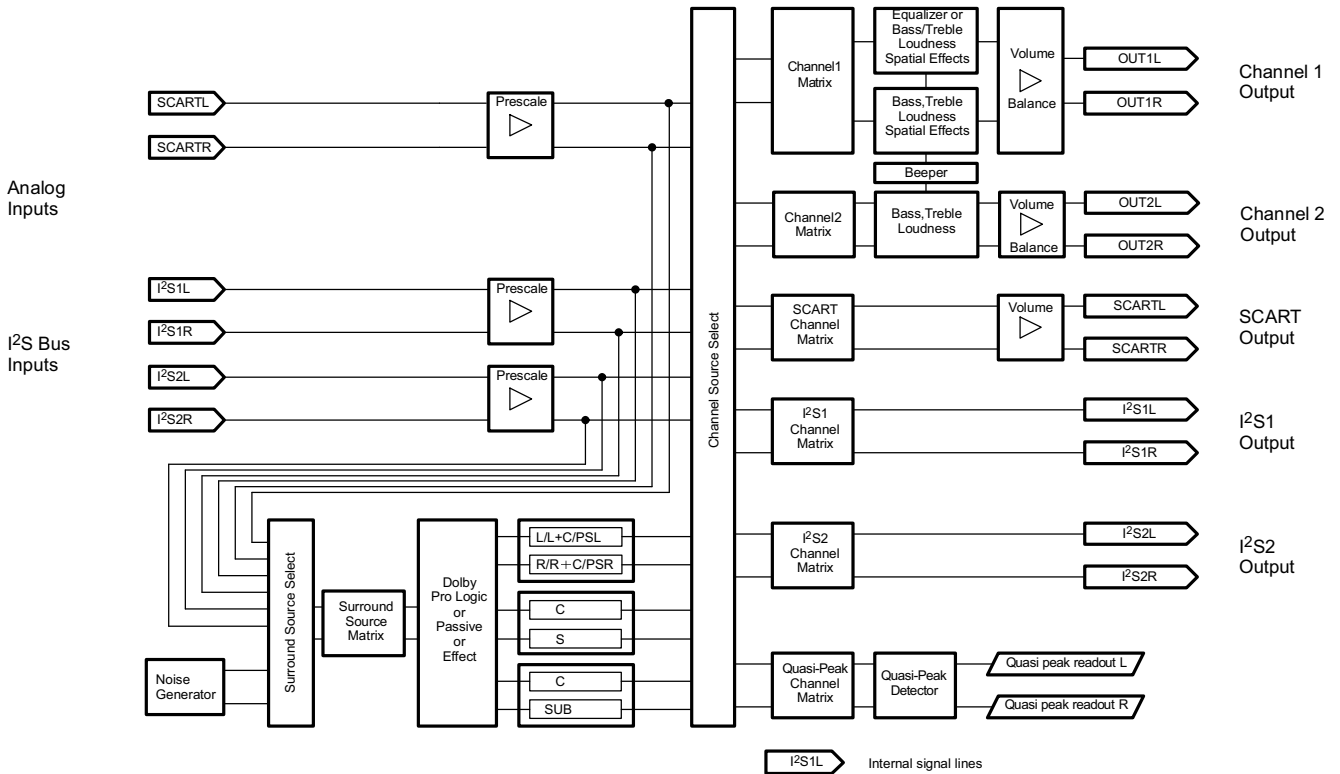 Analog
Inputs
I²S Bus
Inputs
SCARTL
SCARTR
I²S1L
I²S1R
I²S2L
I²S2R
Prescale
Prescale
Prescale
Noise
Generator
Surround Source Select
Surround
Source
Matrix
Dolby
Pro Logic
or
Passive
or
Effect
L/L+C/PSL
R/R+C/PSR
C
S
C
SUB
Channel Source Select
Channel1
Matrix
Equalizer or
Bass/Treble
Loudness
Spatial Effects
Bass,Treble
Loudness
Spatial Effects
Beeper
Volume
Balance
OUT1L
OUT1R
Channel 1
Output
Channel2
Matrix
Bass,Treble
Loudness
Volume
Balance
OUT2L
OUT2R
Channel 2
Output
SCART
Channel
Matrix
Volume
SCARTL
SCARTR
SCART
Output
I²S1
Channel
Matrix
I²S1L
I²S1R
I²S1
Output
I²S2
Channel
Matrix
I²S2L
I²S2R
I²S2
Output
Quasi-Peak
Channel
Matrix
Quasi-Peak
Detector
Quasi peak readout L
Quasi peak readout R
I²S1L
Internal signal lines